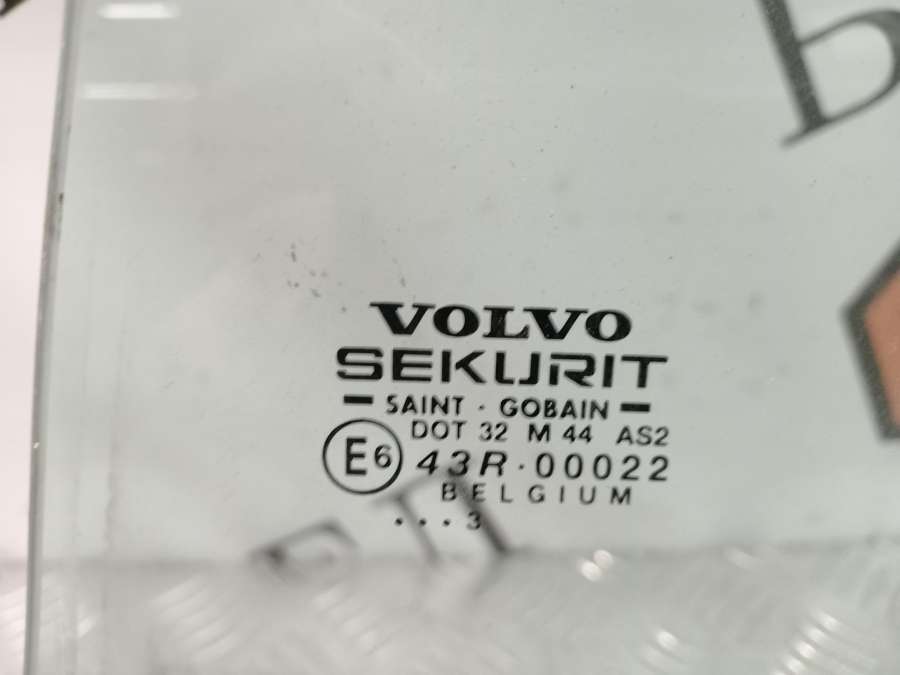 VOLVO
SEKURIT
SAINT · GOBAIN
DOT 32 M 44 AS2
E6 43R·00022
BELGIUM
...3